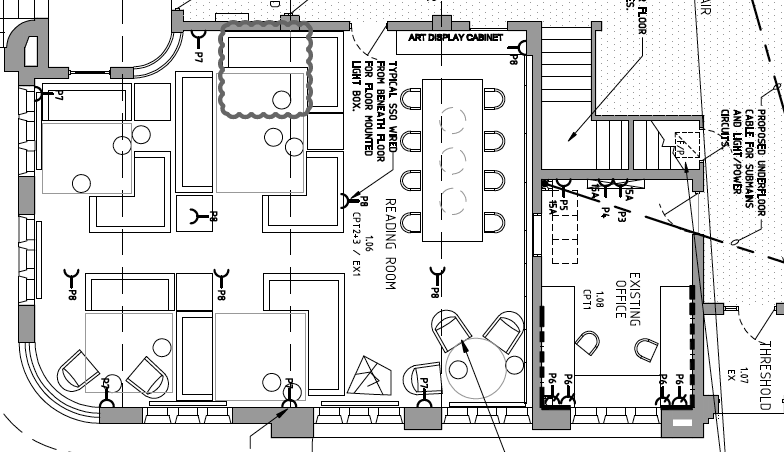 D
FLOOR
ES.
AIR
ART DISPLAY CABINET
P7
P8
P7
TYPICAL SSO WIRED
FROM BENEATH FLOOR
FOR FLOOR MOUNTED
LIGHT BOX.
PROPOSED UNDERFLOOR
CABLE FOR SUBMAINS
AND LIGHT/POWER
CIRCUITS
P8
P8
READING ROOM
1.06
CPT2+3 / EX1
15A
P5
15A
P4
P3
15A
P8
P8
P8
EXISTING
OFFICE
1.08
CPT1
THRESHOLD
1.07
EX
P7
P7
P7
P6
P6
P6
P6